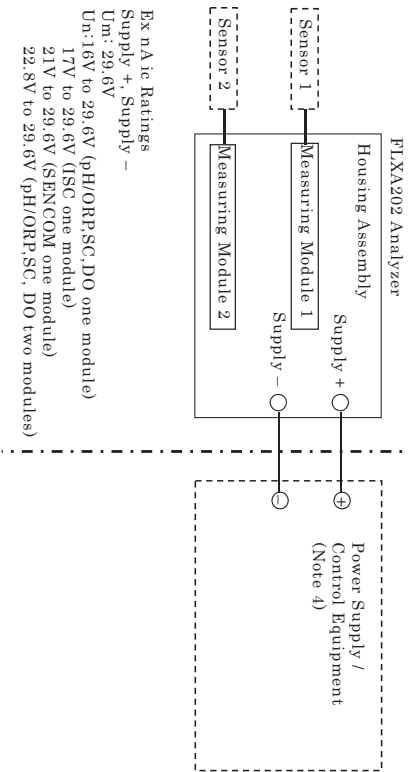 FLXA202 Analyzer
Housing Assembly
Sensor 1
Measuring Module 1
Sensor 2
Measuring Module 2
Supply +
Supply –
+
–
Power Supply /
Control Equipment
(Note 4)
Ex nA ic Ratings
Supply +, Supply –
Um: 29.6V
Un:16V to 29.6V (pH/ORP,SC,DO one module)
17V to 29.6V (ISC one module)
21V to 29.6V (SENCOM one module)
22.8V to 29.6V (pH/ORP,SC, DO two modules)